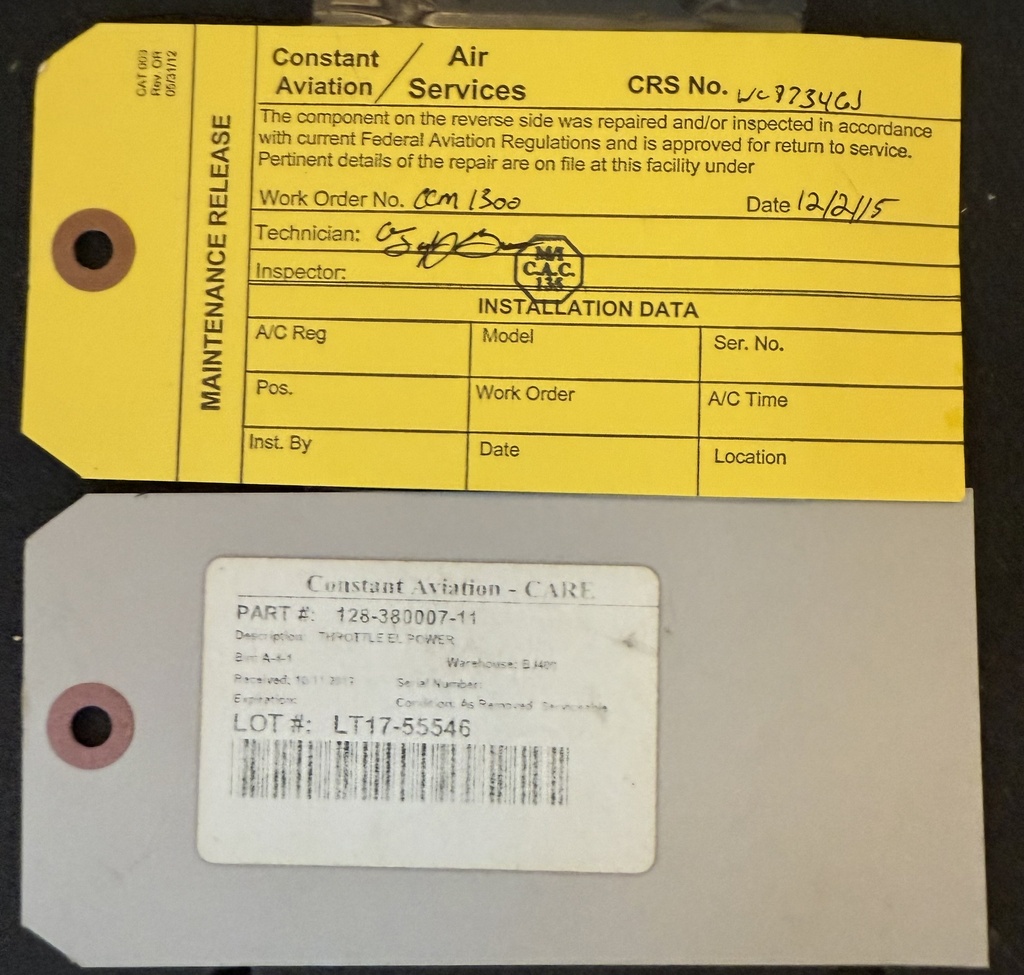 CAT 003
Rev. OR
05/31/12
MAINTENANCE RELEASE
Constant Aviation / Air Services
CRS No.
The component on the reverse side was repaired and/or inspected in accordance
with current Federal Aviation Regulations and is approved for return to service.
Pertinent details of the repair are on file at this facility under
Work Order No. CCM 1300 Date 12/2/15
Technician:
M/I
C.A.C.
135
Inspector:
INSTALLATION DATA
A/C Reg Model Ser. No.
Pos. Work Order A/C Time
Inst. By Date Location
Constant Aviation - CARE
PART #: 128-380007-11
Description: THROTTLE EL POWER
Bin: A-4-1 Warehouse:
Received: Serial Number:
Expiration: Condition: As Removed Serviceable
LOT #: LT17-55546